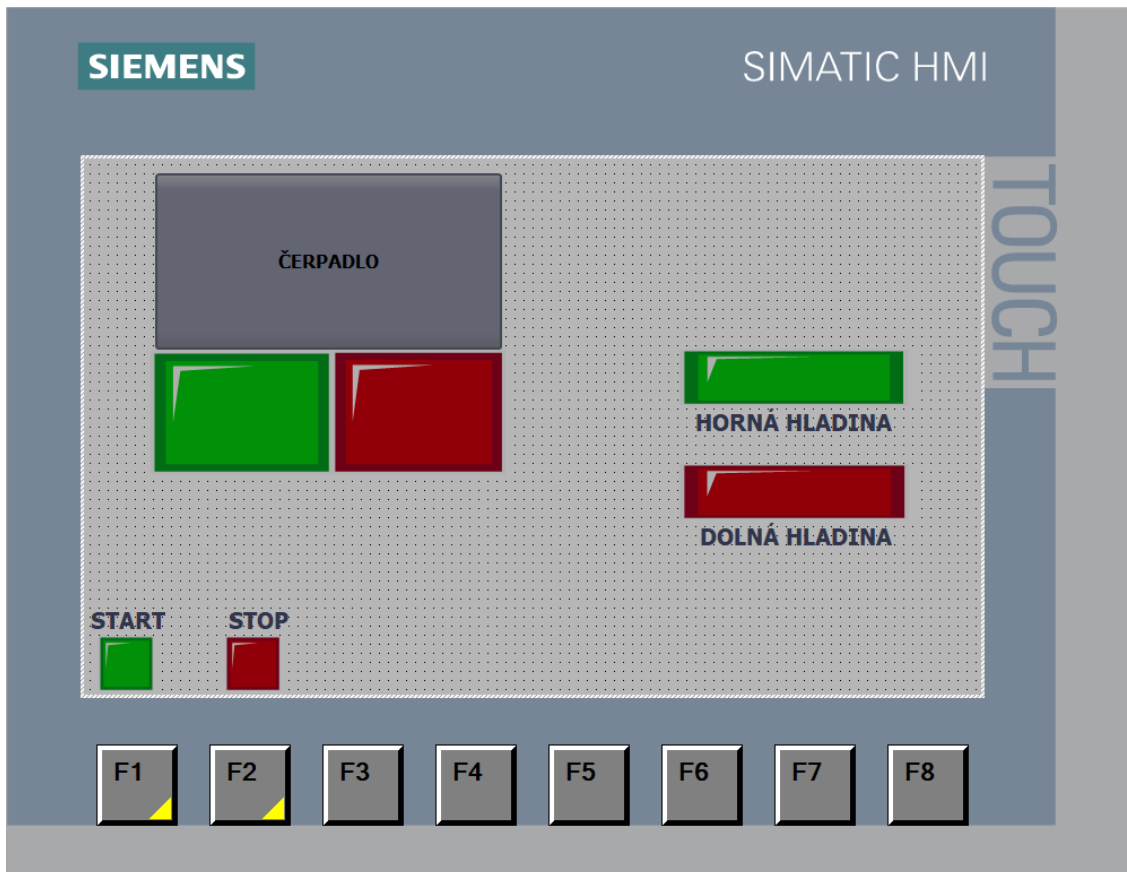 SIEMENS
SIMATIC HMI
TOUCH
ČERPADLO
HORNÁ HLADINA
DOLNÁ HLADINA
START STOP
F1 F2 F3 F4 F5 F6 F7 F8